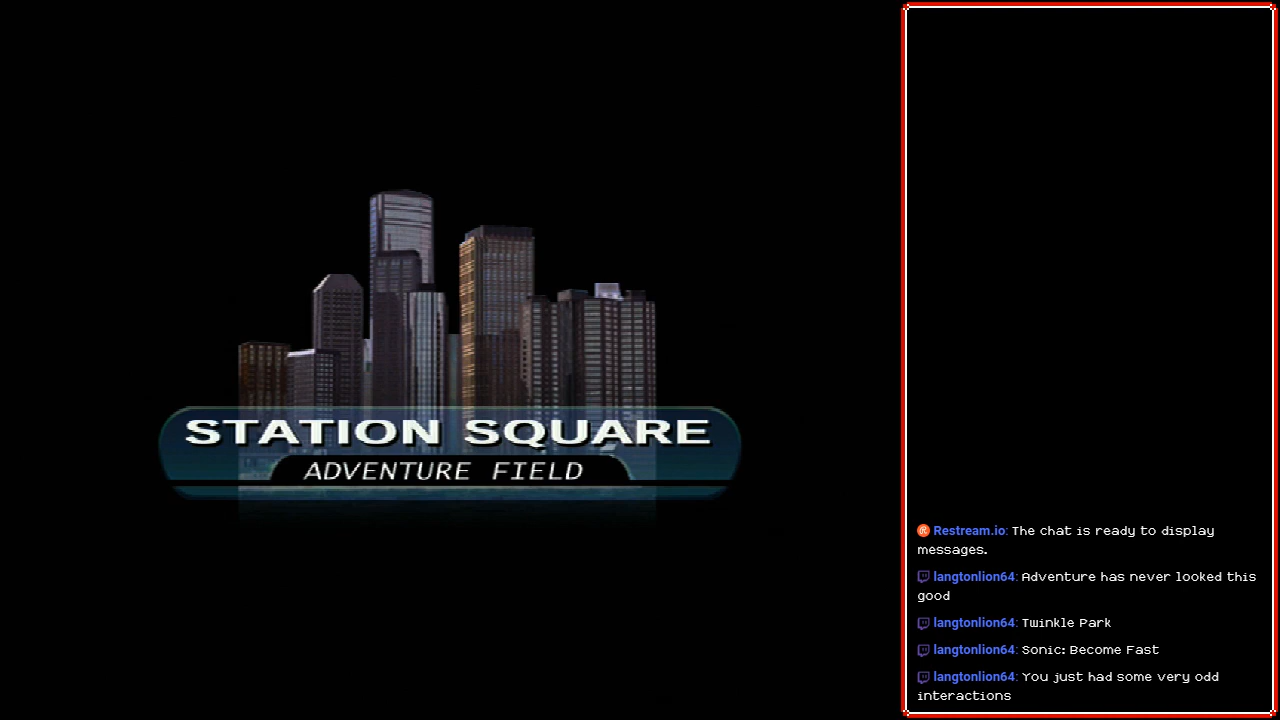 STATION SQUARE
ADVENTURE FIELD
Restream.io: The chat is ready to display
messages.
langtonlion64: Adventure has never looked this
good
langtonlion64: Twinkle Park
langtonlion64: Sonic: Become Fast
langtonlion64: You just had some very odd
interactions